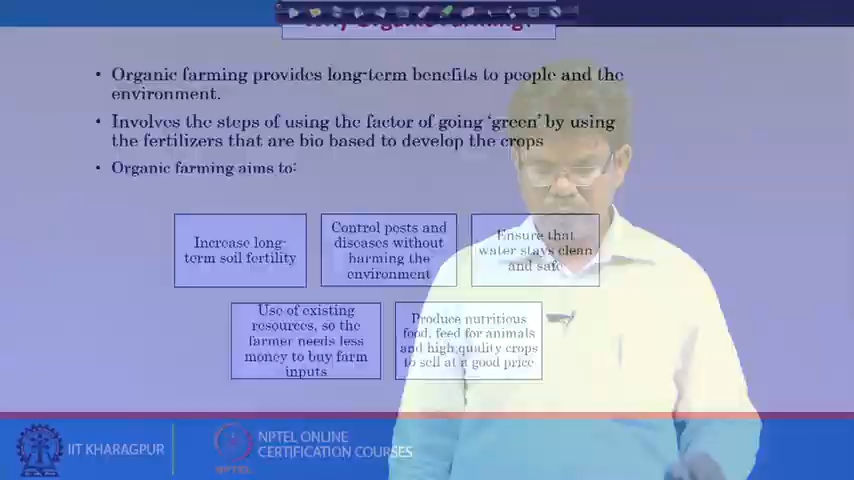 Why Organic Farming?
• Organic farming provides long-term benefits to people and the
environment.
• Involves the steps of using the factor of going ‘green’ by using
the fertilizers that are bio based to develop the crops
• Organic farming aims to:
Increase long-
term soil fertility
Control pests and
diseases without
harming the
environment
Ensure that
water stays clean
and safe
Use of existing
resources, so the
farmer needs less
money to buy farm
inputs
Produce nutritious
food, feed for animals
and high quality crops
to sell at a good price
IIT KHARAGPUR
NPTEL
NPTEL ONLINE
CERTIFICATION COURSES